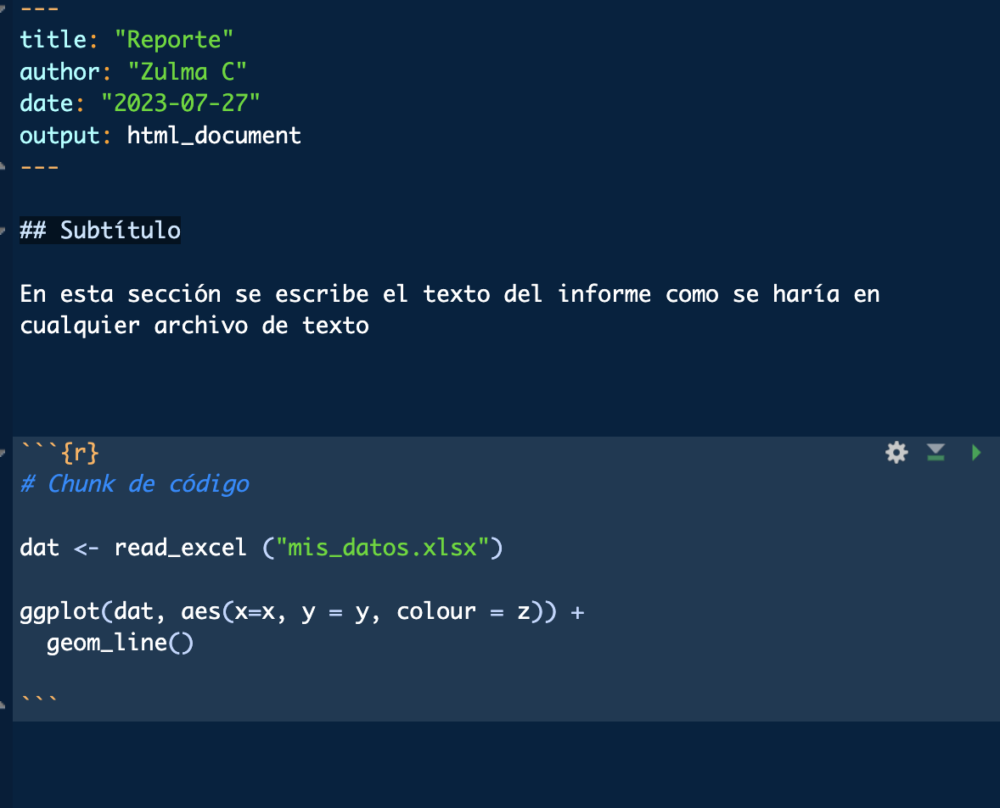 ---
title: "Reporte"
author: "Zulma C"
date: "2023-07-27"
output: html_document
---
## Subtítulo
En esta sección se escribe el texto del informe como se haría en
cualquier archivo de texto
```{r}
# Chunk de código
dat <- read_excel ("mis_datos.xlsx")
ggplot(dat, aes(x=x, y = y, colour = z)) +
  geom_line()
```